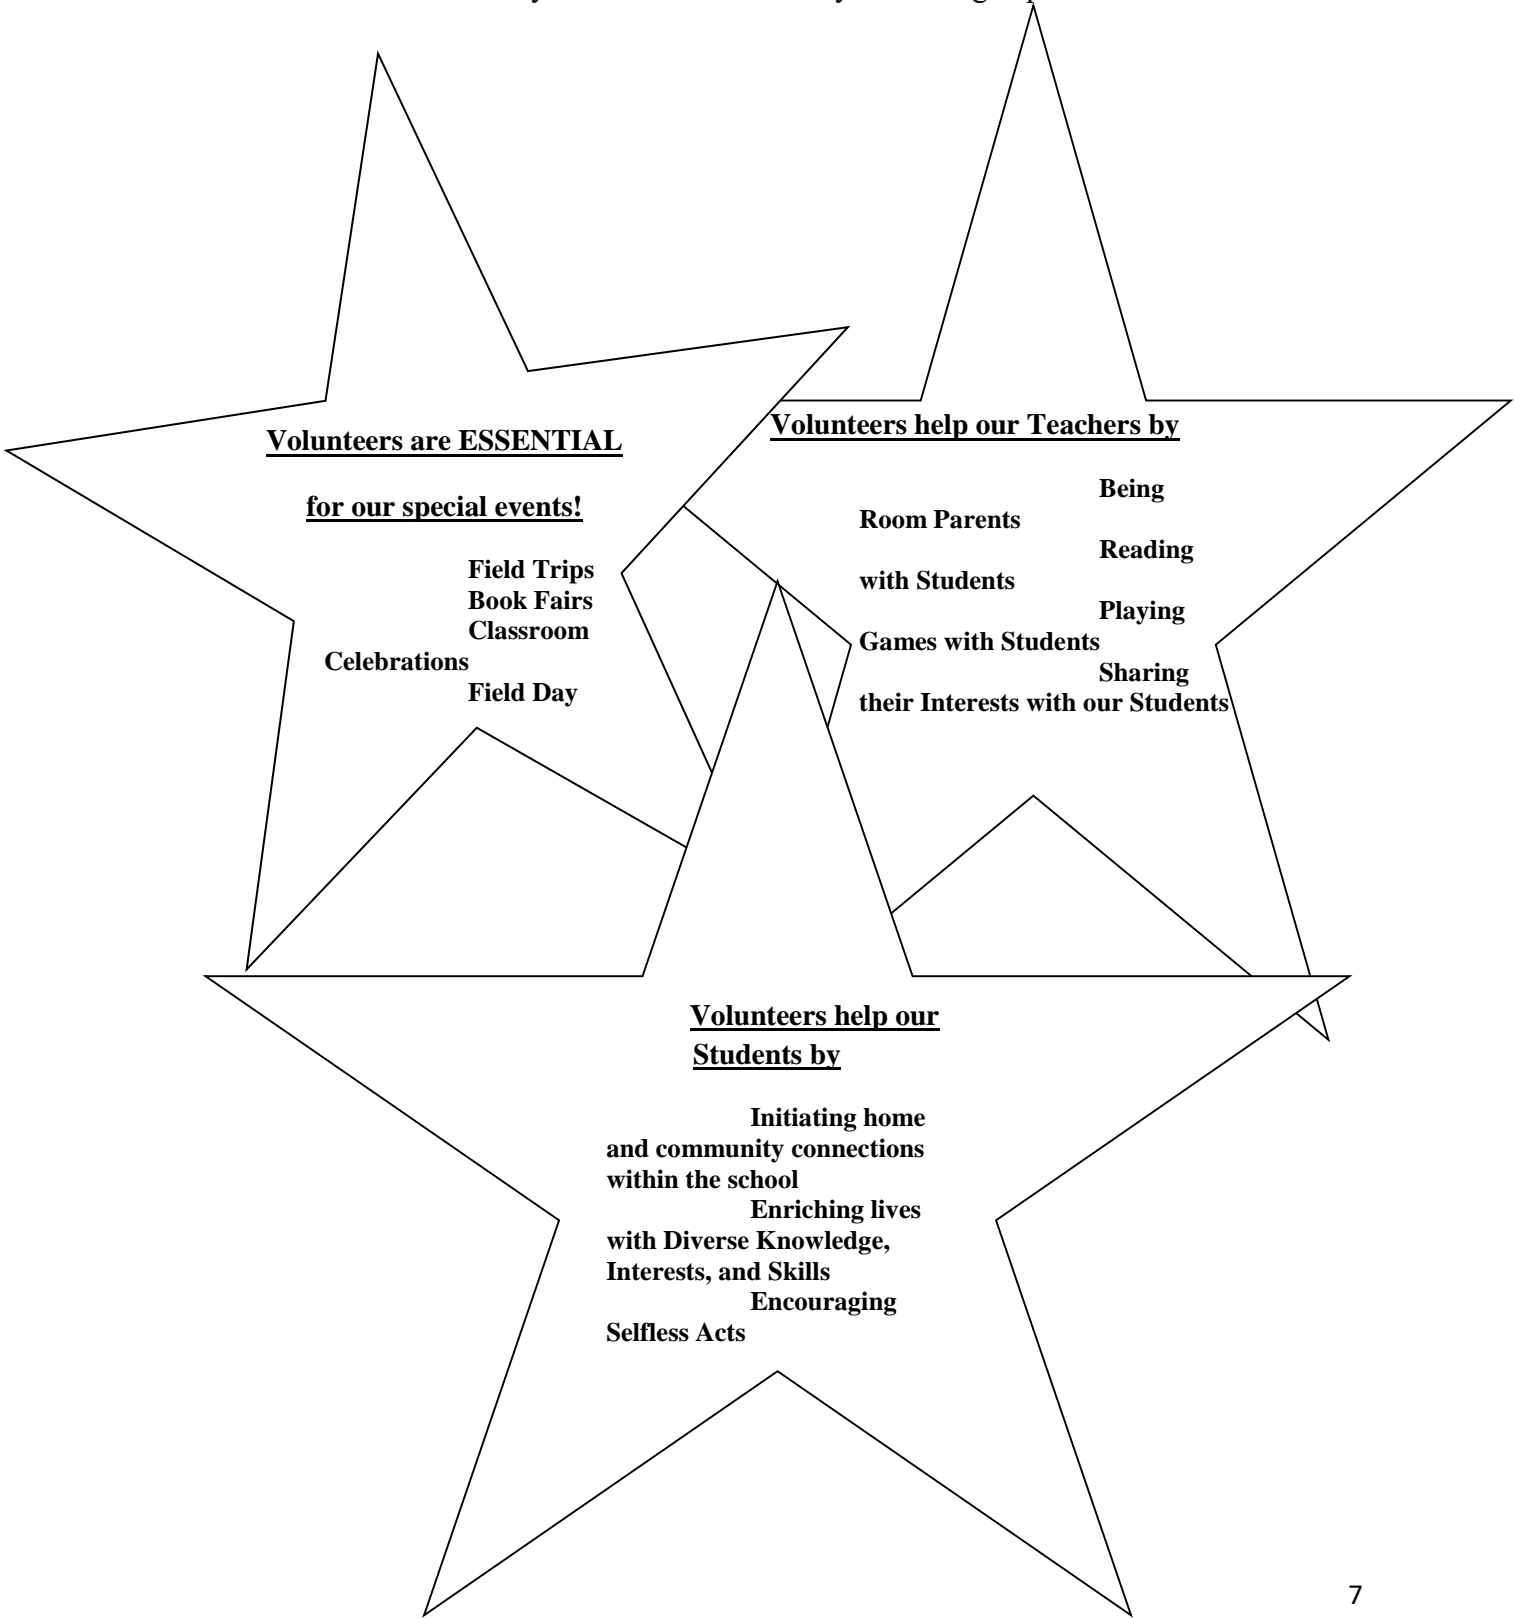 Volunteers are ESSENTIAL
for our special events!
Field Trips
Book Fairs
Classroom
Celebrations
Field Day
Volunteers help our Teachers by
Being
Room Parents
Reading
with Students
Playing
Games with Students
Sharing
their Interests with our Students
Volunteers help our
Students by
Initiating home
and community connections
within the school
Enriching lives
with Diverse Knowledge,
Interests, and Skills
Encouraging
Selfless Acts
7